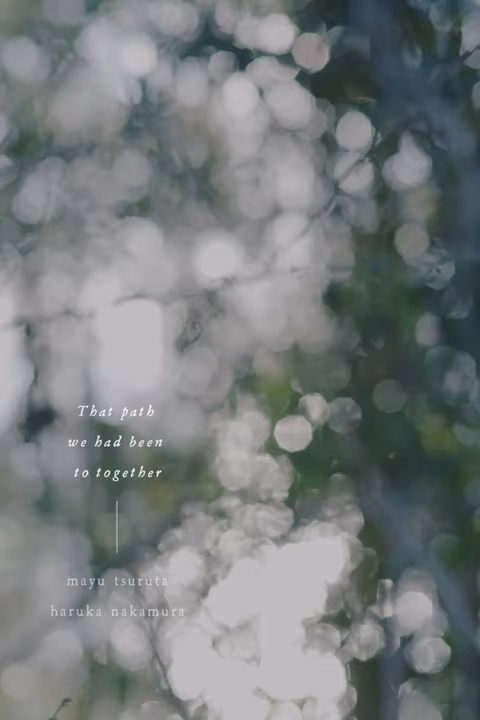 That path
we had been
to together
mayu tsuruta
haruka nakamura